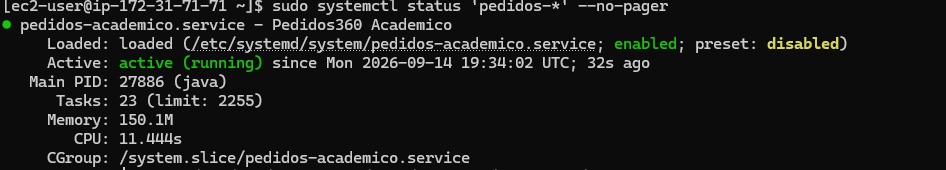 [ec2-user@ip-172-31-71-71 ~]$ sudo systemctl status 'pedidos-*' --no-pager
● pedidos-academico.service - Pedidos360 Academico
Loaded: loaded (/etc/systemd/system/pedidos-academico.service; enabled; preset: disabled)
Active: active (running) since Mon 2026-09-14 19:34:02 UTC; 32s ago
Main PID: 27886 (java)
Tasks: 23 (limit: 2255)
Memory: 150.1M
CPU: 11.444s
CGroup: /system.slice/pedidos-academico.service